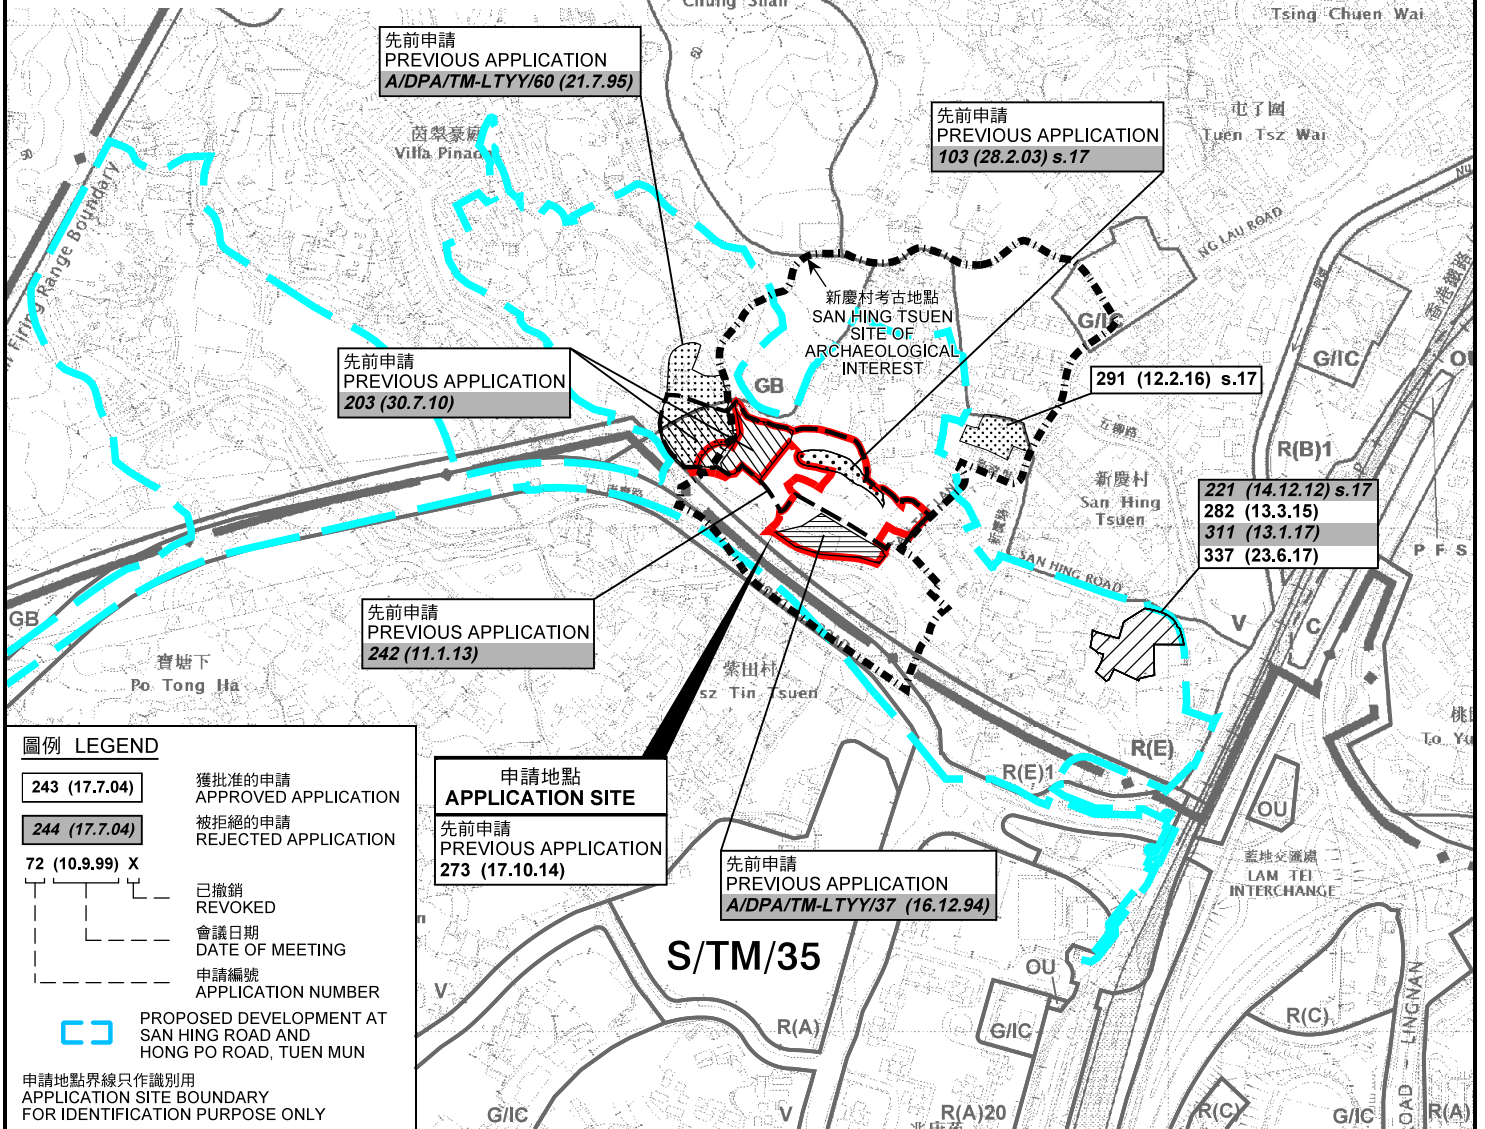 Tsing Chuen Wai
先前申請
PREVIOUS APPLICATION
A/DPA/TM-LTYY/60 (21.7.95)
先前申請
PREVIOUS APPLICATION
103 (28.2.03) s.17
屯子圍
Tuen Tsz Wai
Villa Pinad
NG LAU ROAD
Firing Range Boundary
新慶村考古地點
SAN HING TSUEN
SITE OF
ARCHAEOLOGICAL
INTEREST
G/IC
G/IC
先前申請
PREVIOUS APPLICATION
203 (30.7.10)
GB
291 (12.2.16) s.17
R(B)1
新慶村
San Hing
Tsuen
221 (14.12.12) s.17
282 (13.3.15)
311 (13.1.17)
337 (23.6.17)
P F S
SAN HING ROAD
GB
先前申請
PREVIOUS APPLICATION
242 (11.1.13)
V
C
寶塘下
Po Tong Ha
紫田村
sz Tin Tsuen
To Yu
R(E)
R(E)1
圖例 LEGEND
243 (17.7.04)
獲批准的申請
APPROVED APPLICATION
244 (17.7.04)
被拒絕的申請
REJECTED APPLICATION
72 (10.9.99) X
已撤銷
REVOKED
會議日期
DATE OF MEETING
申請編號
APPLICATION NUMBER
PROPOSED DEVELOPMENT AT
SAN HING ROAD AND
HONG PO ROAD, TUEN MUN
申請地點界線只作識別用
APPLICATION SITE BOUNDARY
FOR IDENTIFICATION PURPOSE ONLY
申請地點
APPLICATION SITE
先前申請
PREVIOUS APPLICATION
273 (17.10.14)
先前申請
PREVIOUS APPLICATION
A/DPA/TM-LTYY/37 (16.12.94)
OU
藍地交匯處
LAM TEI
INTERCHANGE
S/TM/35
OU
V
R(A)
G/IC
R(C)
LINGNAN
G/IC
V
R(A)20
R(C)
G/IC
R(A)